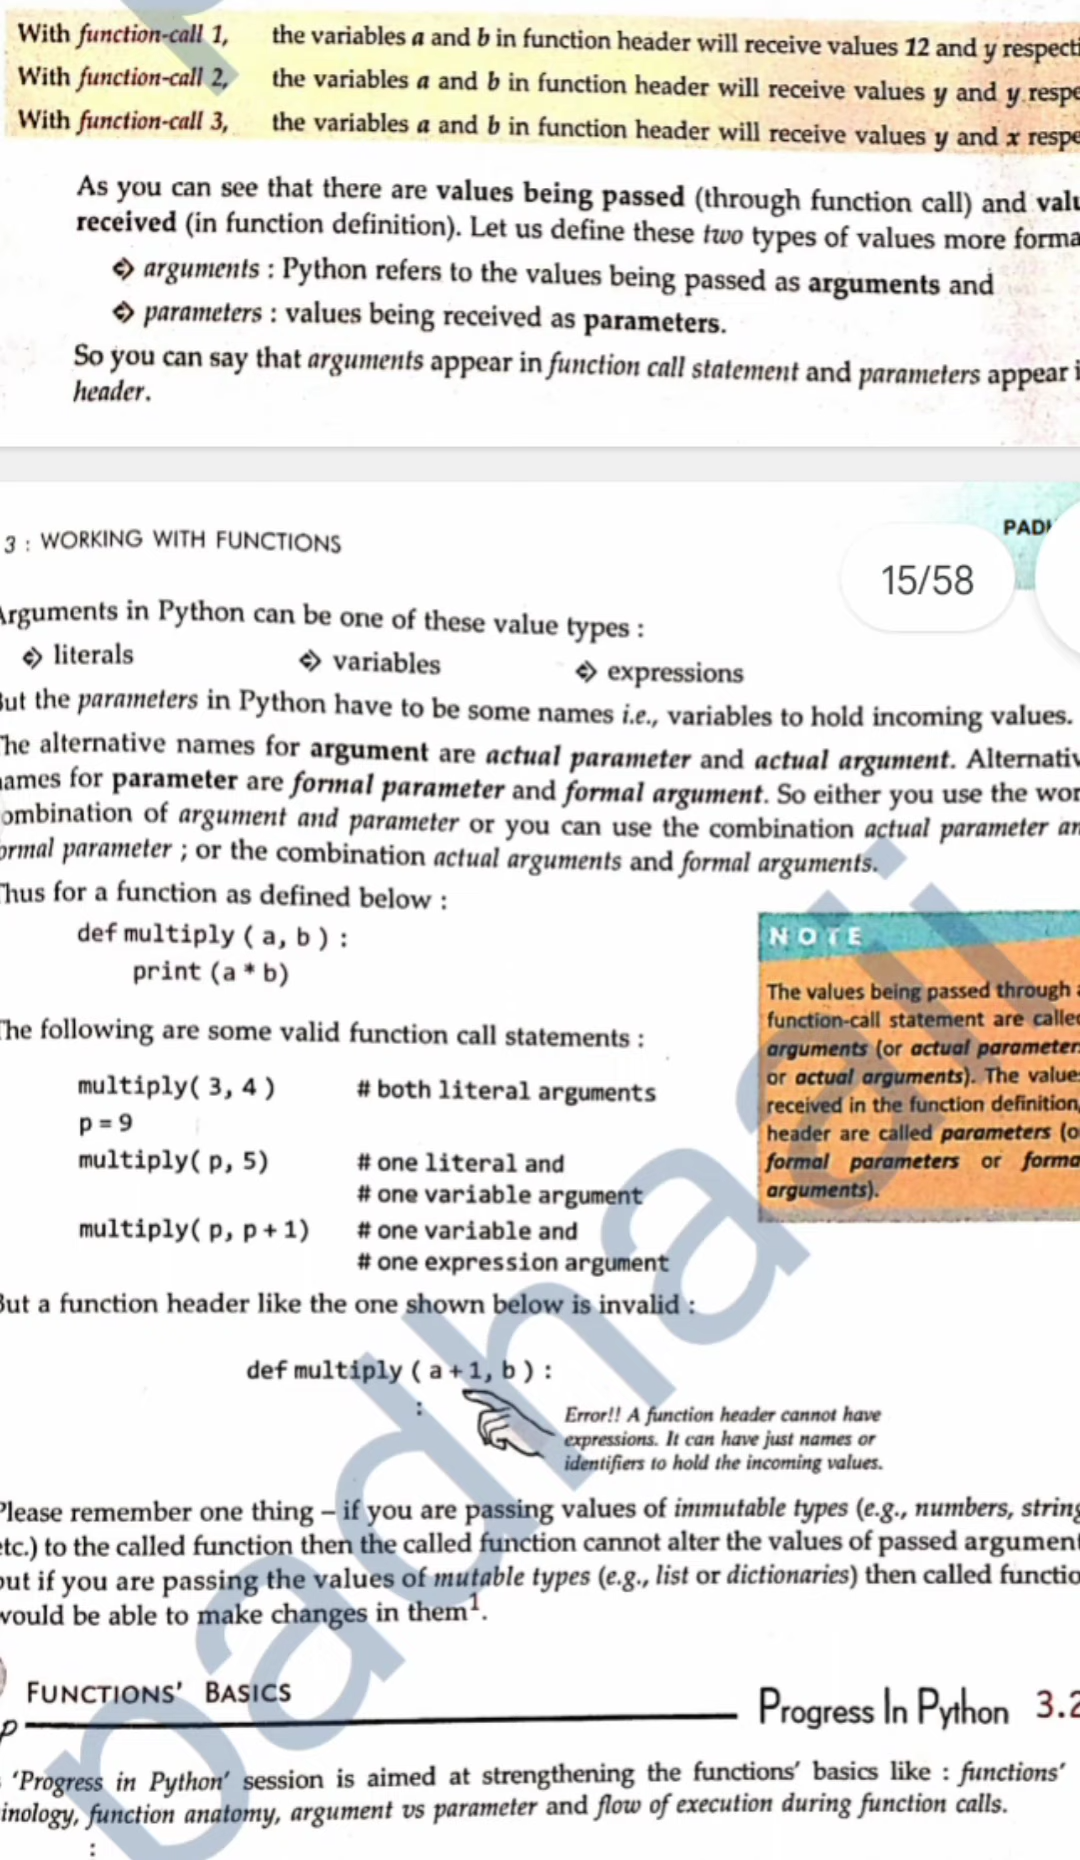 With function-call 1, the variables a and b in function header will receive values 12 and y respecti
With function-call 2, the variables a and b in function header will receive values y and y respe
With function-call 3, the variables a and b in function header will receive values y and x respe
As you can see that there are values being passed (through function call) and valu
received (in function definition). Let us define these two types of values more forma
arguments : Python refers to the values being passed as arguments and
parameters : values being received as parameters.
So you can say that arguments appear in function call statement and parameters appear i
header.
3 : WORKING WITH FUNCTIONS
PADH
15/58
Arguments in Python can be one of these value types :
literals variables expressions
But the parameters in Python have to be some names i.e., variables to hold incoming values.
The alternative names for argument are actual parameter and actual argument. Alternativ
names for parameter are formal parameter and formal argument. So either you use the wor
ombination of argument and parameter or you can use the combination actual parameter an
ormal parameter ; or the combination actual arguments and formal arguments.
Thus for a function as defined below :
def multiply ( a, b ) :
print (a * b)
NOTE
The values being passed through a
function-call statement are called
arguments (or actual parameter
or actual arguments). The value
received in the function definition
header are called parameters (o
formal parameters or forma
arguments).
The following are some valid function call statements :
multiply( 3, 4 ) # both literal arguments
p = 9
multiply( p, 5) # one literal and
# one variable argument
multiply( p, p + 1) # one variable and
# one expression argument
But a function header like the one shown below is invalid :
def multiply ( a + 1, b ) :
:
Error!! A function header cannot have
expressions. It can have just names or
identifiers to hold the incoming values.
Please remember one thing – if you are passing values of immutable types (e.g., numbers, string
etc.) to the called function then the called function cannot alter the values of passed argument
but if you are passing the values of mutable types (e.g., list or dictionaries) then called functio
would be able to make changes in them1.
FUNCTIONS' BASICS
Progress In Python 3.2
p
'Progress in Python' session is aimed at strengthening the functions' basics like : functions'
inology, function anatomy, argument vs parameter and flow of execution during function calls.
:
padhaaji